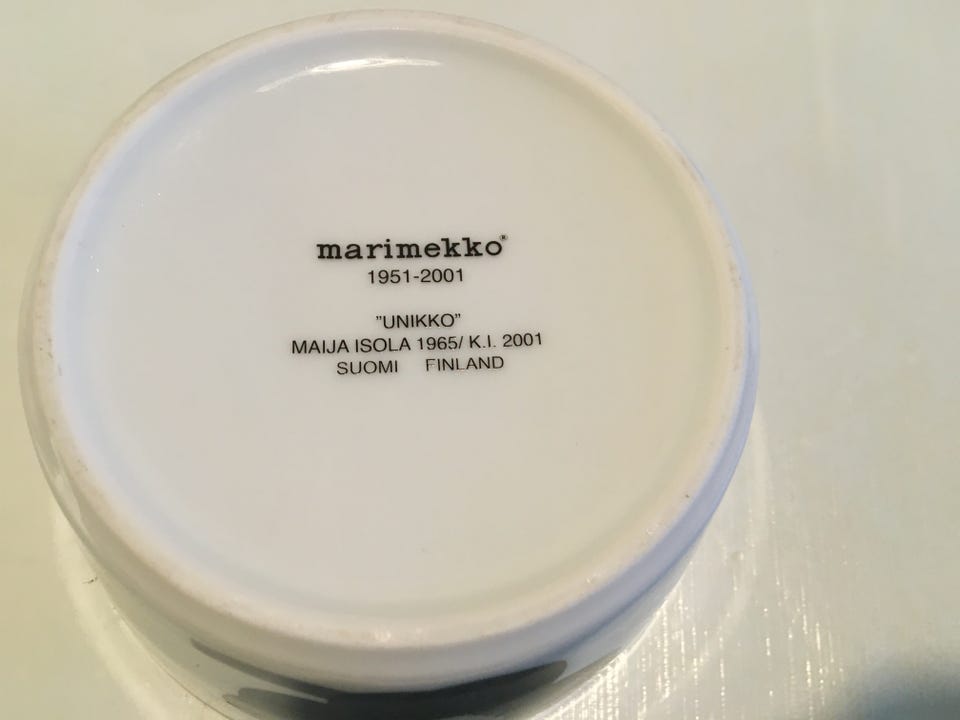 marimekko®
1951-2001
”UNIKKO”
MAIJA ISOLA 1965/ K.I. 2001
SUOMI FINLAND